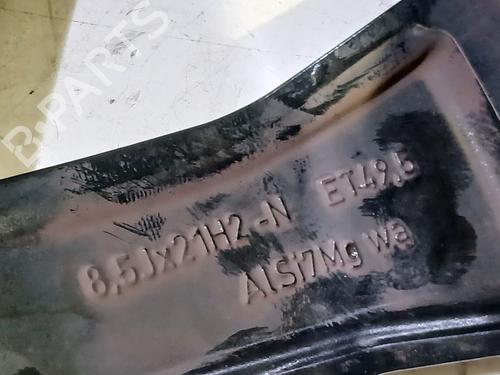 B-PARTS
8,5Jx21H2-N ET49,5
AlSi7Mg wa